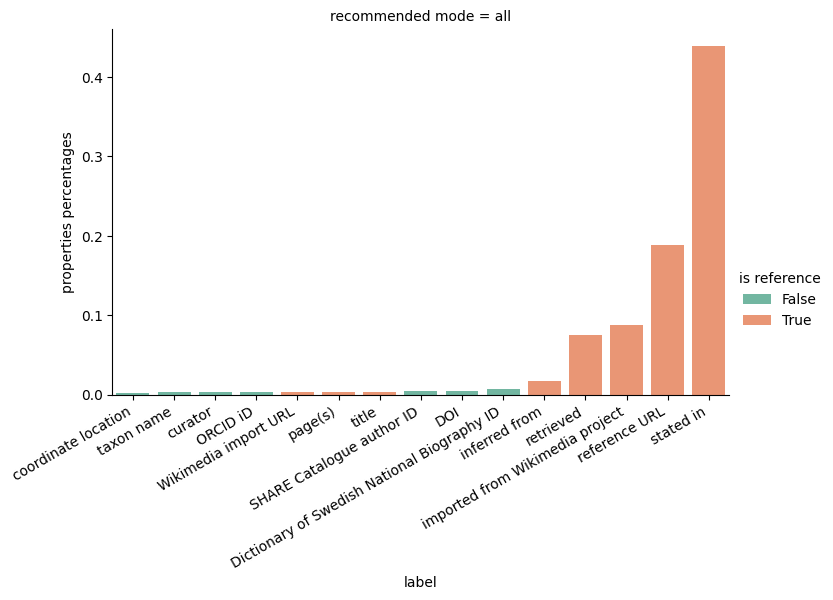 recommended mode = all
properties percentages
0.4
0.3
0.2
0.1
0.0
coordinate location
taxon name
curator
ORCID iD
Wikimedia import URL
page(s)
title
SHARE Catalogue author ID
DOI
Dictionary of Swedish National Biography ID
inferred from
retrieved
imported from Wikimedia project
reference URL
stated in
label
is reference
False
True